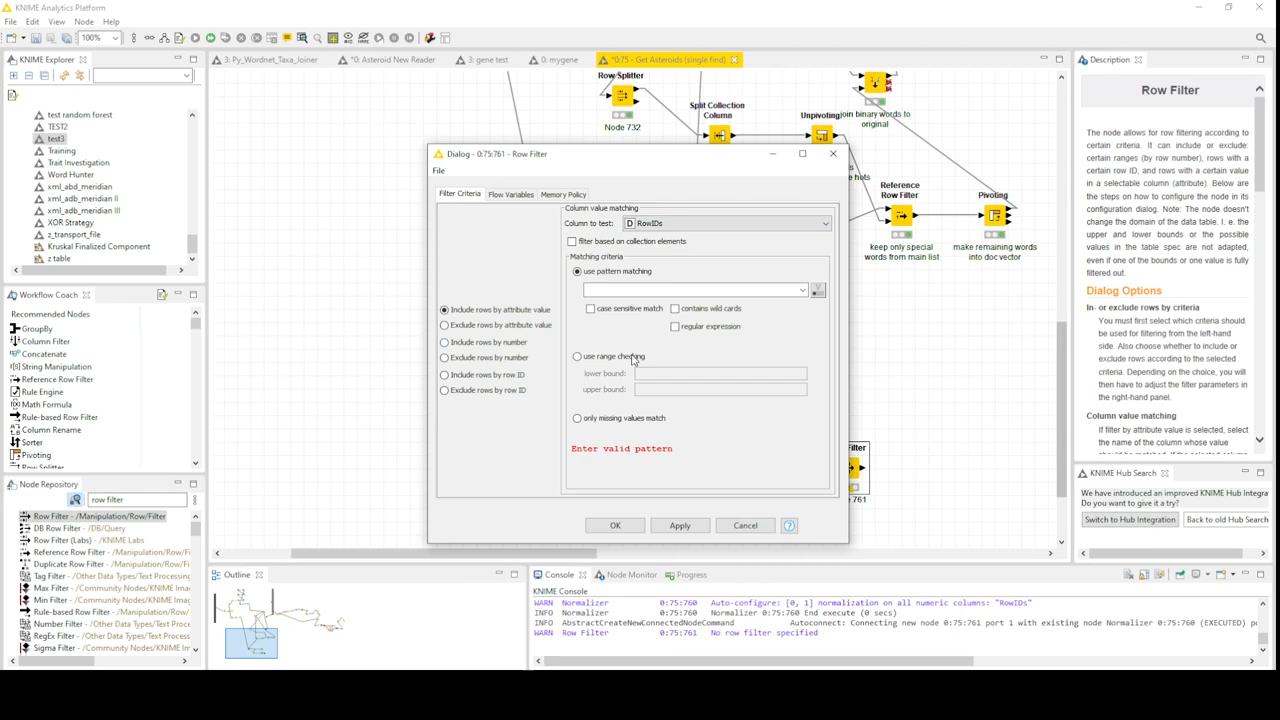 KNIME Analytics Platform
File Edit View Node Help
100%
KNIME Explorer
test random forest
TEST2
test3
Training
Trait Investigation
Word Hunter
xml_abd_meridian
xml_adb_meridian II
xml_adb_meridian III
XOR Strategy
z_transport_file
Kruskal Finalized Component
z table
Workflow Coach
Recommended Nodes
GroupBy
Column Filter
Concatenate
String Manipulation
Reference Row Filter
Rule Engine
Math Formula
Rule-based Row Filter
Column Rename
Sorter
Pivoting
Row Splitter
Node Repository
row filter
Row Filter - /Manipulation/Row/Filter
DB Row Filter - /DB/Query
Row Filter (Labs) - /KNIME Labs
Reference Row Filter - /Manipulation/Row/Fi
Duplicate Row Filter - /Manipulation/Row/Fi
Tag Filter - /Other Data Types/Text Processing
Max Filter - /Community Nodes/KNIME Ima
Min Filter - /Community Nodes/KNIME Ima
Rule-based Row Filter - /Manipulation/Row/
Number Filter - /Other Data Types/Text Proce
RegEx Filter - /Other Data Types/Text Process
Sigma Filter - /Community Nodes/KNIME Im
3: Py_Wordnet_Taxa_Joiner
*0: Asteroid New Reader
3: gene test
0: mygene
*0:75 - Get Asteroids (single find)
Row Splitter
Node 732
Split Collection
Column
Unpivoting
join binary words to
original
hots
Reference
Row Filter
keep only special
words from main list
Pivoting
make remaining words
into doc vector
Filter
761
Dialog - 0:75:761 - Row Filter
File
Filter Criteria Flow Variables Memory Policy
Include rows by attribute value
Exclude rows by attribute value
Include rows by number
Exclude rows by number
Include rows by row ID
Exclude rows by row ID
Column value matching
Column to test: D RowIDs
filter based on collection elements
Matching criteria
use pattern matching
case sensitive match contains wild cards
regular expression
use range checking
lower bound:
upper bound:
only missing values match
Enter valid pattern
OK Apply Cancel ?
Outline
Console Node Monitor Progress
KNIME Console
WARN Normalizer 0:75:760 Auto-configure: [0, 1] normalization on all numeric columns: "RowIDs"
INFO Normalizer 0:75:760 Normalizer 0:75:760 End execute (0 secs)
INFO AbstractCreateNewConnectedNodeCommand Autoconnect: Connecting new node 0:75:761 port 1 with existing node Normalizer 0:75:760 (EXECUTED) po
WARN Row Filter 0:75:761 No row filter specified
Description
Row Filter
The node allows for row filtering according to
certain criteria. It can include or exclude:
certain ranges (by row number), rows with a
certain row ID, and rows with a certain value
in a selectable column (attribute). Below are
the steps on how to configure the node in its
configuration dialog. Note: The node doesn't
change the domain of the data table. I. e. the
upper and lower bounds or the possible
values in the table spec are not adapted,
even if one of the bounds or one value is fully
filtered out.
Dialog Options
In- or exclude rows by criteria
You must first select which criteria should
be used for filtering from the left-hand
side. Also choose whether to include or
exclude rows according to the selected
criteria. Depending on the choice, you will
then have to adjust the filter parameters in
the right-hand panel.
Column value matching
If filter by attribute value is selected, select
the name of the column whose value
KNIME Hub Search
We have introduced an improved KNIME Hub Integra
Do you want to give it a try?
Switch to Hub Integration
Back to old Hub Search